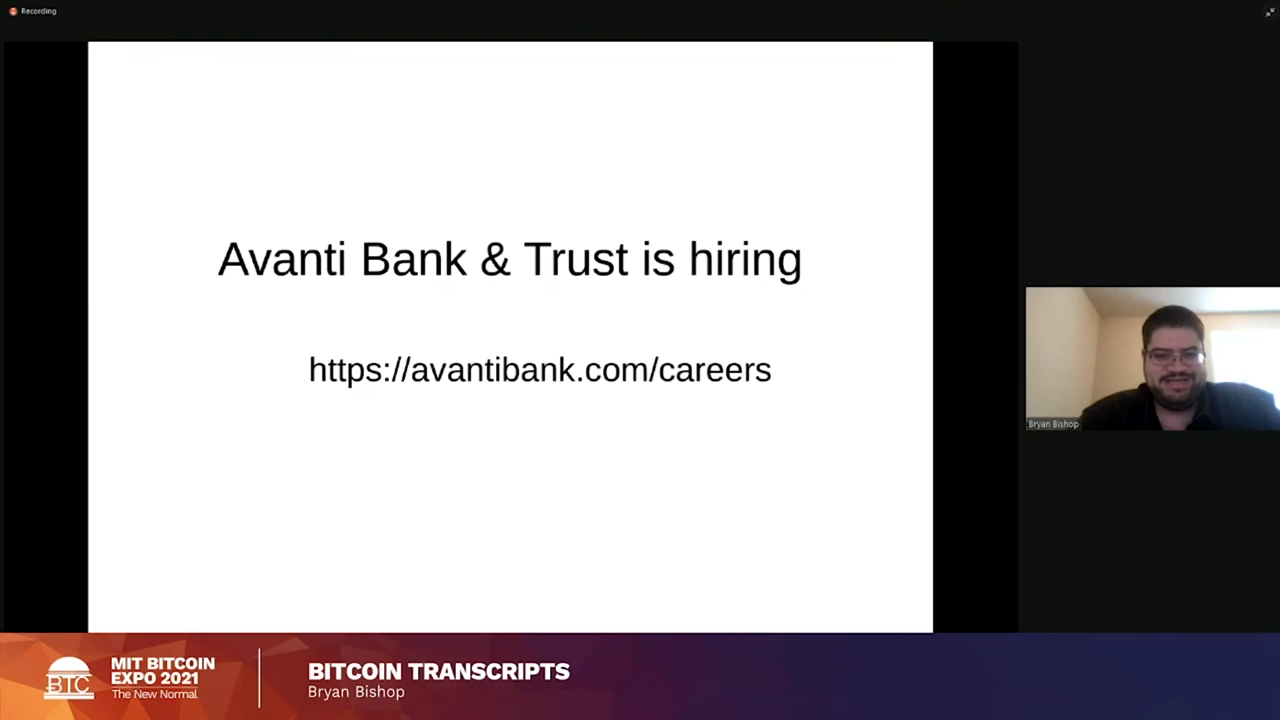 Recording
Avanti Bank & Trust is hiring
https://avantibank.com/careers
Bryan Bishop
BTC
MIT BITCOIN
EXPO 2021
The New Normal
BITCOIN TRANSCRIPTS
Bryan Bishop